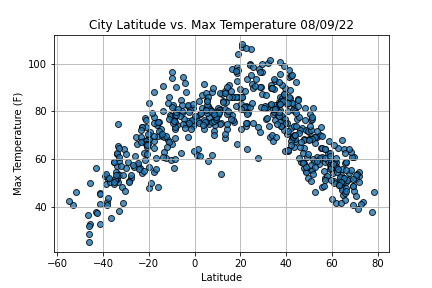 City Latitude vs. Max Temperature 08/09/22
100
80
60
40
Max Temperature (F)
−60 −40 −20 0 20 40 60 80
Latitude